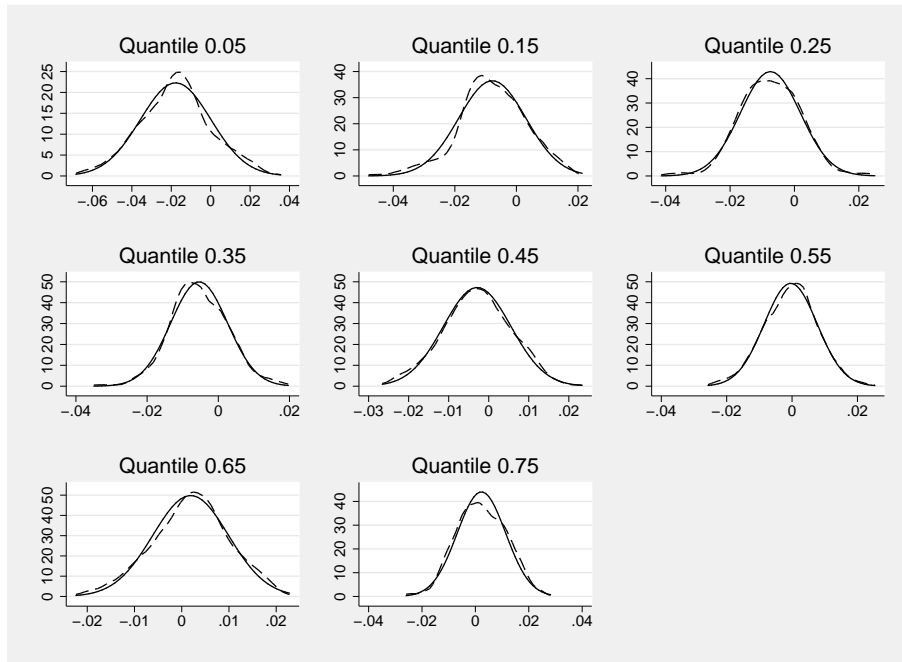 Quantile 0.05
Quantile 0.15
Quantile 0.25
0 5 10 15 20 25
−.06 −.04 −.02 0 .02 .04
0 10 20 30 40
−.04 −.02 0 .02
0 10 20 30 40
−.04 −.02 0 .02
Quantile 0.35
Quantile 0.45
Quantile 0.55
0 10 20 30 40 50
−.04 −.02 0 .02
0 10 20 30 40 50
−.03 −.02 −.01 0 .01 .02
0 10 20 30 40 50
−.04 −.02 0 .02
Quantile 0.65
Quantile 0.75
0 10 20 30 40 50
−.02 −.01 0 .01 .02
0 10 20 30 40
−.04 −.02 0 .02 .04